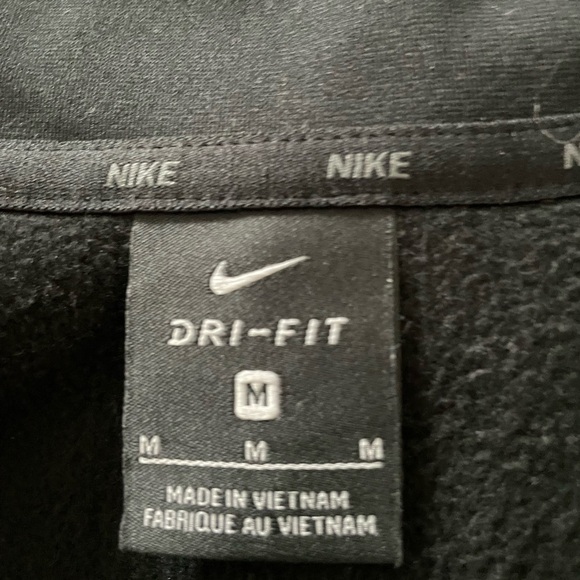 NIKE NIKE N
DRI-FIT
M
M M M
MADE IN VIETNAM
FABRIQUE AU VIETNAM